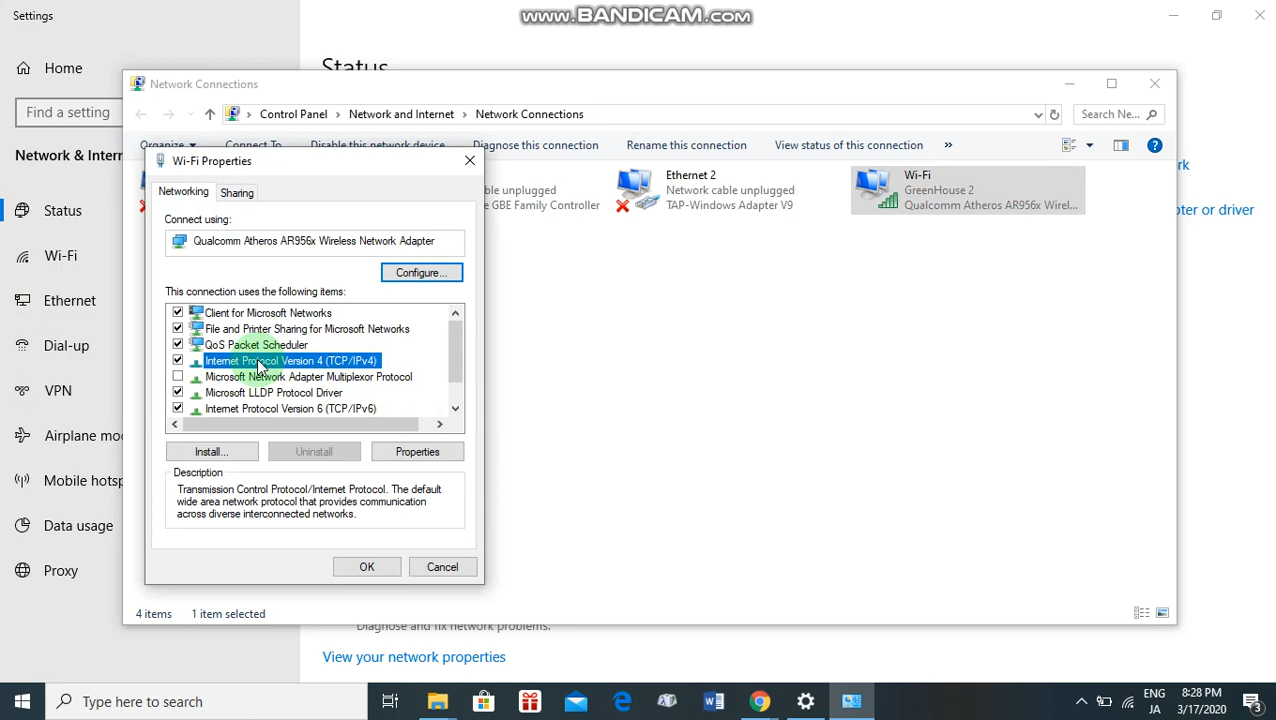 Settings
www.BANDICAM.com
Home
Status
Find a setting
Network & Inter
Status
Wi-Fi
Ethernet
Dial-up
VPN
Airplane mo
Mobile hotsp
Data usage
Proxy
Network Connections
Control Panel > Network and Internet > Network Connections
Search Ne...
Organize
Connect To
Disable this network device
Diagnose this connection
Rename this connection
View status of this connection
»
cable unplugged
GBE Family Controller
Ethernet 2
Network cable unplugged
TAP-Windows Adapter V9
Wi-Fi
GreenHouse 2
Qualcomm Atheros AR956x Wirel...
pter or driver
Wi-Fi Properties
Networking
Sharing
Connect using:
Qualcomm Atheros AR956x Wireless Network Adapter
Configure...
This connection uses the following items:
Client for Microsoft Networks
File and Printer Sharing for Microsoft Networks
QoS Packet Scheduler
Internet Protocol Version 4 (TCP/IPv4)
Microsoft Network Adapter Multiplexor Protocol
Microsoft LLDP Protocol Driver
Internet Protocol Version 6 (TCP/IPv6)
Install...
Uninstall
Properties
Description
Transmission Control Protocol/Internet Protocol. The default
wide area network protocol that provides communication
across diverse interconnected networks.
OK
Cancel
4 items
1 item selected
Diagnose and fix network problems.
View your network properties
Type here to search
ENG
JA
8:28 PM
3/17/2020
3